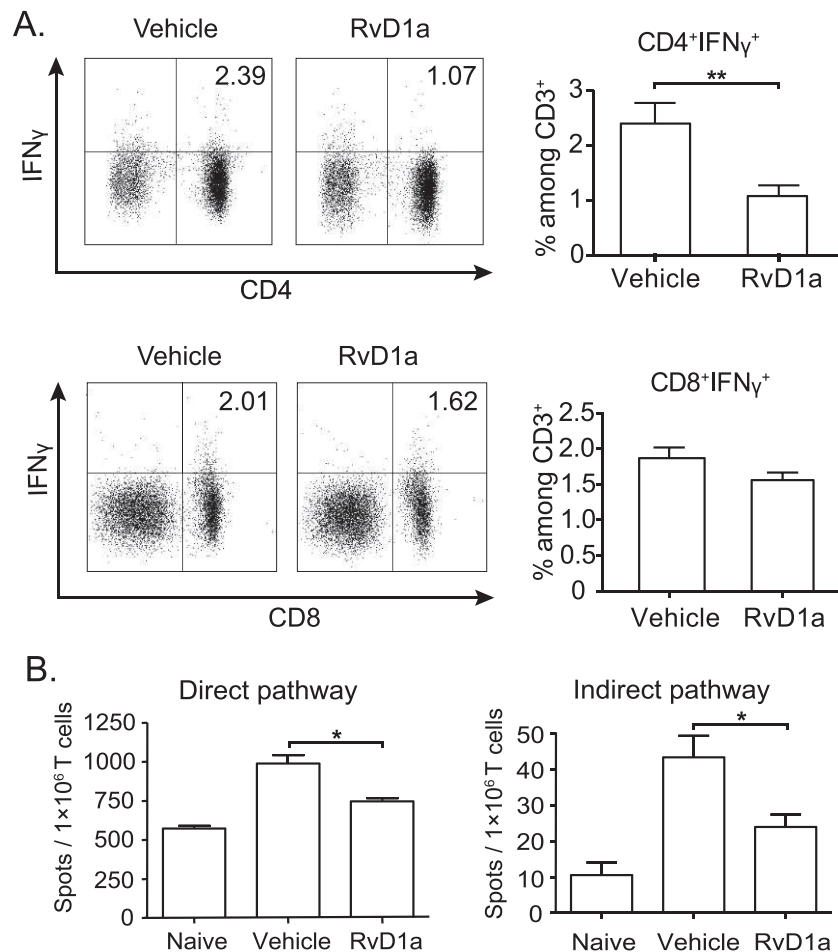 A.
Vehicle
RvD1a
2.39
1.07
IFNγ
CD4
CD4⁺IFNγ⁺
**
% among CD3⁺
3
2
1
0
Vehicle
RvD1a
Vehicle
RvD1a
2.01
1.62
IFNγ
CD8
CD8⁺IFNγ⁺
% among CD3⁺
2.5
2.0
1.5
1.0
0.5
0
Vehicle
RvD1a
B.
Direct pathway
*
Spots / 1×10⁶ T cells
1250
1000
750
500
250
0
Naive
Vehicle
RvD1a
Indirect pathway
*
Spots / 1×10⁶ T cells
50
40
30
20
10
0
Naive
Vehicle
RvD1a